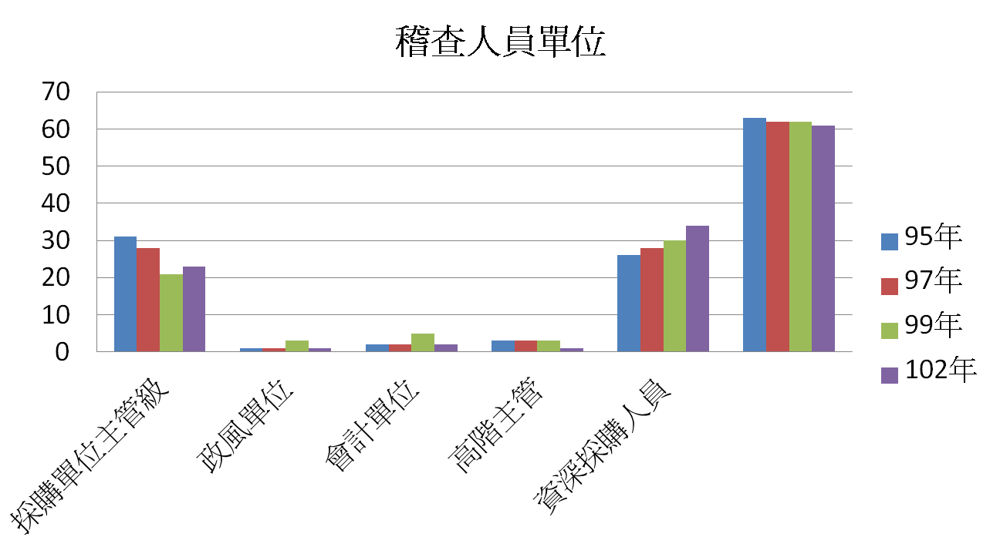 稽查人員單位
70
60
50
40
30
20
10
0
採購單位主管級
政風單位
會計單位
高階主管
資深採購人員
95年
97年
99年
102年